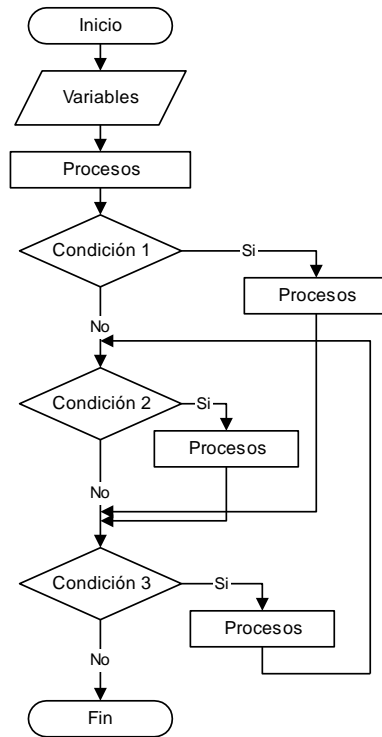 Inicio
Variables
Procesos
Condición 1
Si
Procesos
No
Condición 2
Si
Procesos
No
Condición 3
Si
Procesos
No
Fin